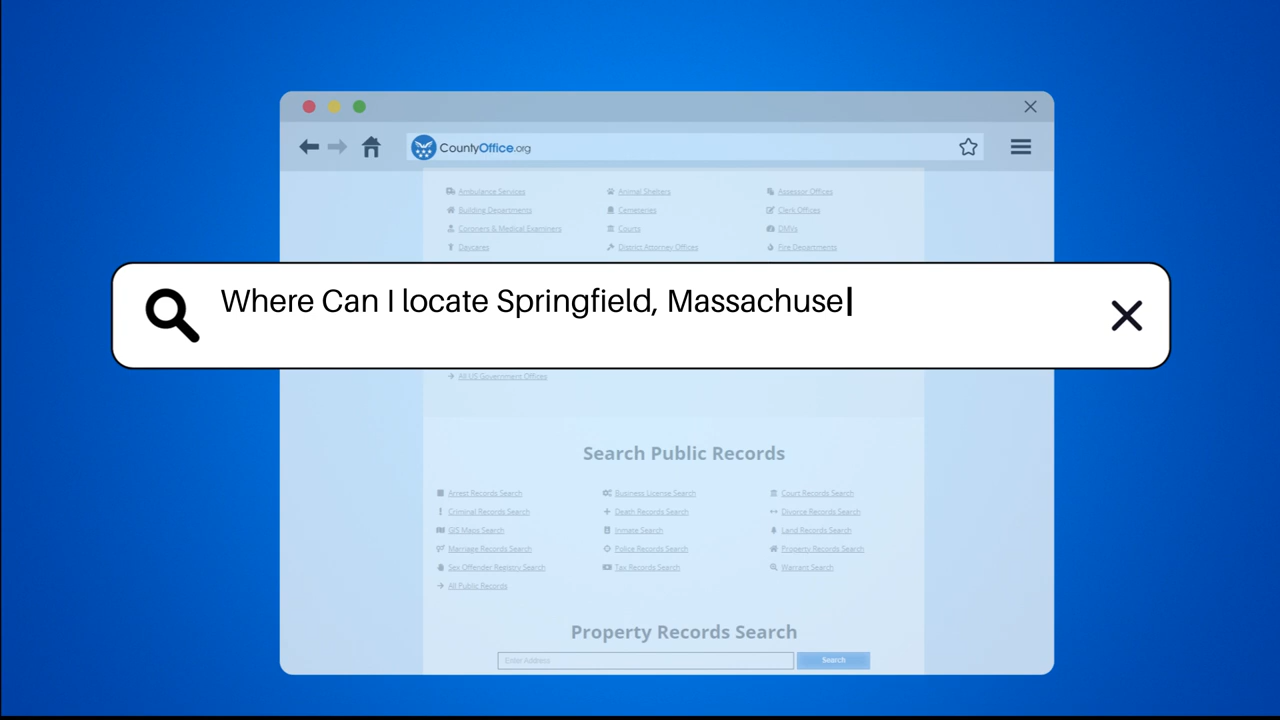 CountyOffice.org
Ambulance Services Animal Shelters Assessor Offices
Building Departments Cemeteries Clerk Offices
Coroners & Medical Examiners Courts DMVs
Daycares District Attorney Offices Fire Departments
Where Can I locate Springfield, Massachuse
All US Government Offices
Search Public Records
Arrest Records Search Business License Search Court Records Search
Criminal Records Search Death Records Search Divorce Records Search
GIS Maps Search Inmate Search Land Records Search
Marriage Records Search Police Records Search Property Records Search
Sex Offender Registry Search Tax Records Search Warrant Search
All Public Records
Property Records Search
Enter Address Search